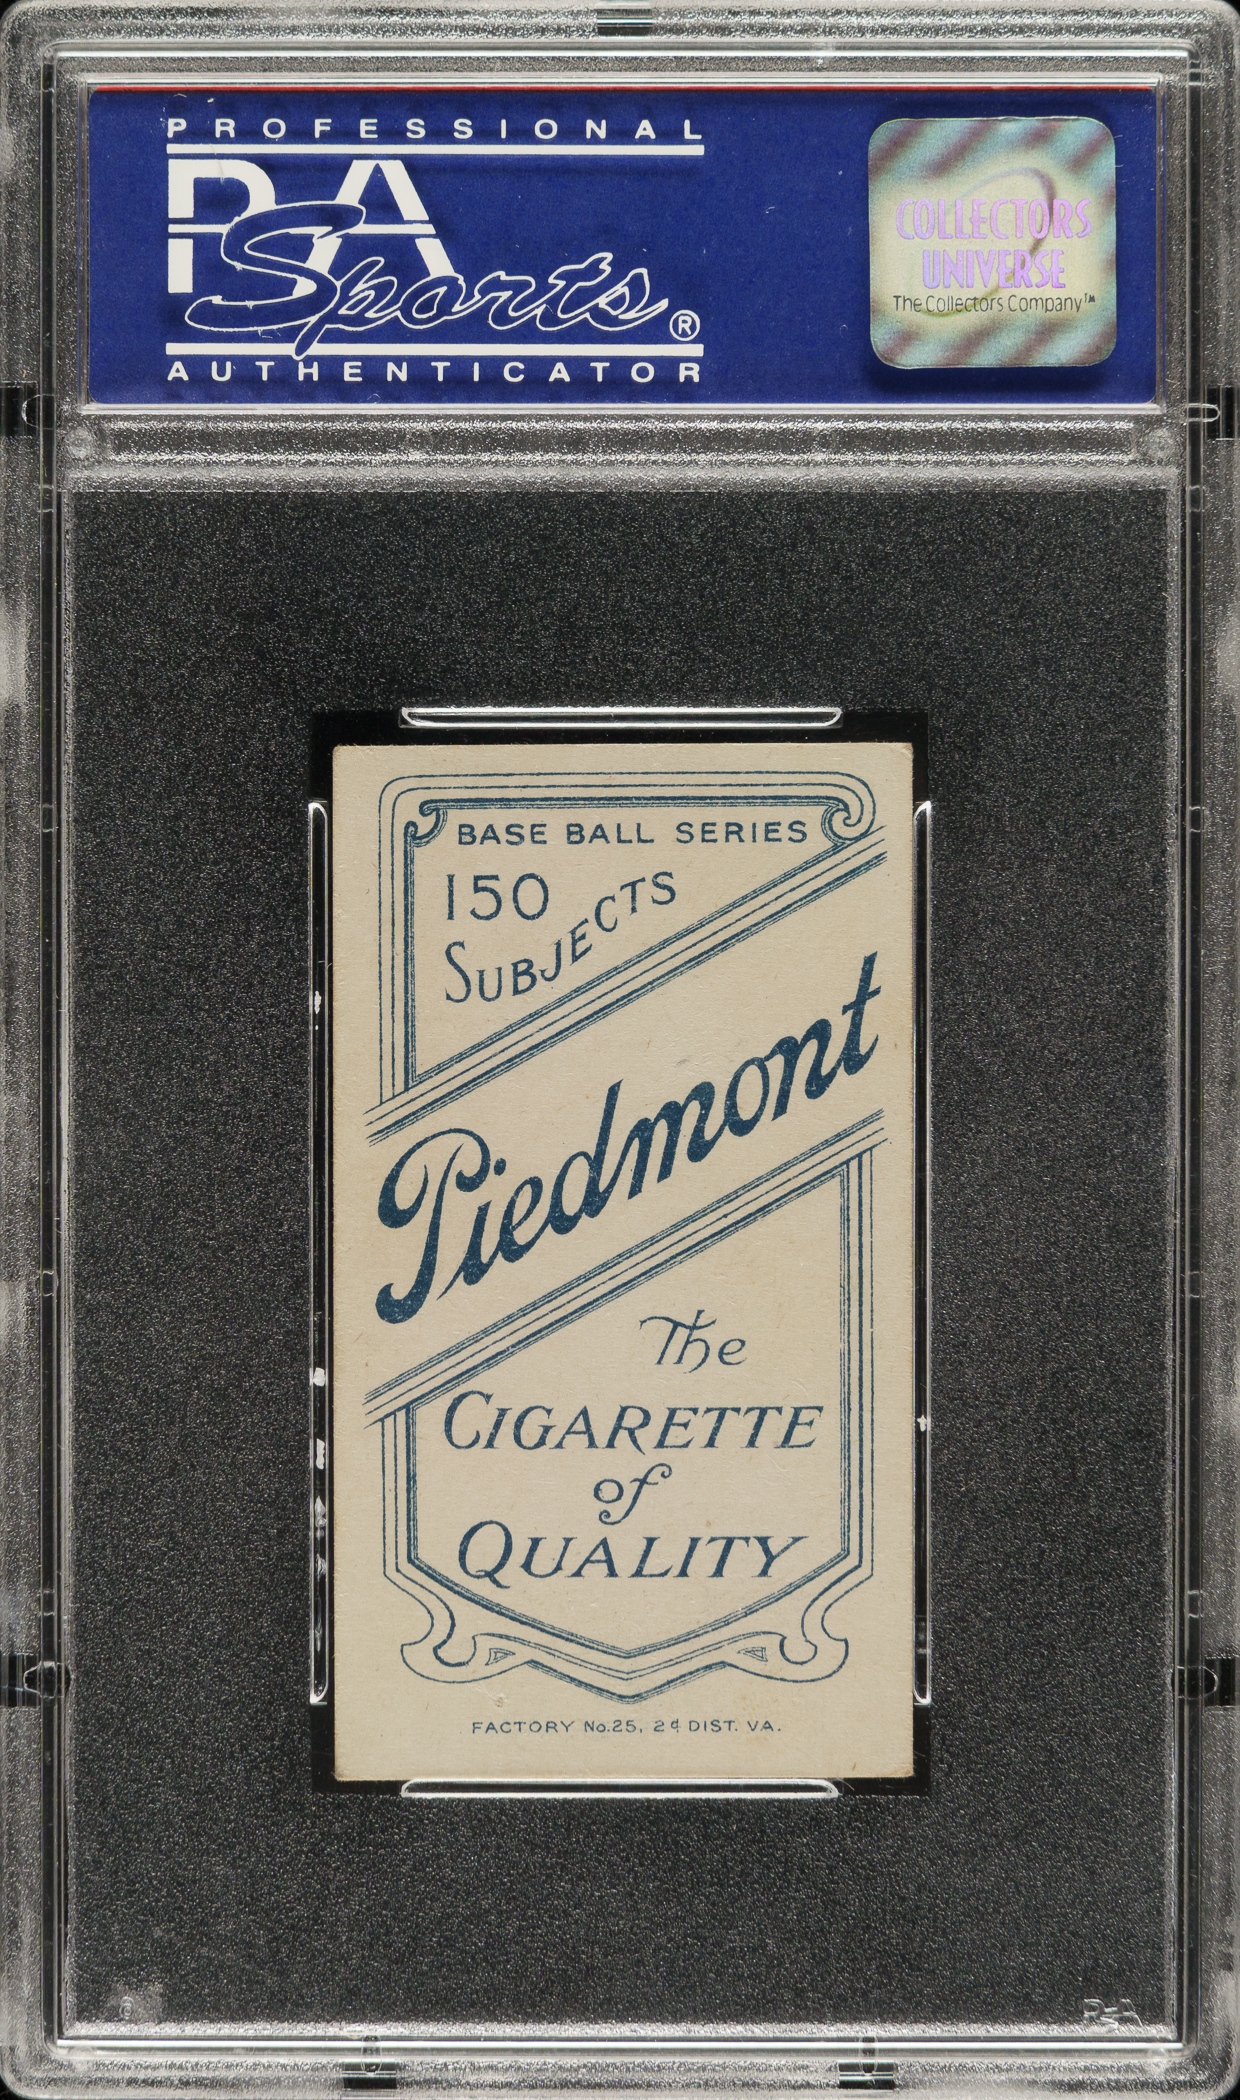 PROFESSIONAL
PSA
Sports®
AUTHENTICATOR
COLLECTORS
UNIVERSE
The Collectors Company™
BASE BALL SERIES
150
SUBJECTS
Piedmont
The
CIGARETTE
of
QUALITY
FACTORY No.25, 2d DIST. VA.
PSA